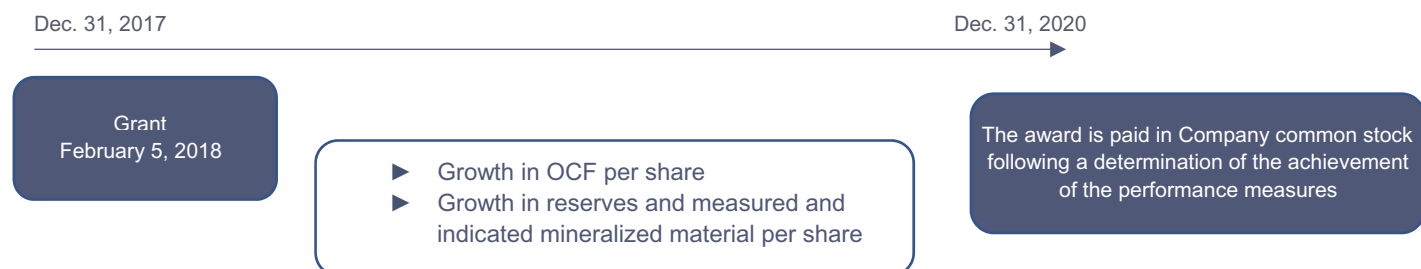 Dec. 31, 2017
Dec. 31, 2020
Grant
February 5, 2018
► Growth in OCF per share
► Growth in reserves and measured and
indicated mineralized material per share
The award is paid in Company common stock
following a determination of the achievement
of the performance measures